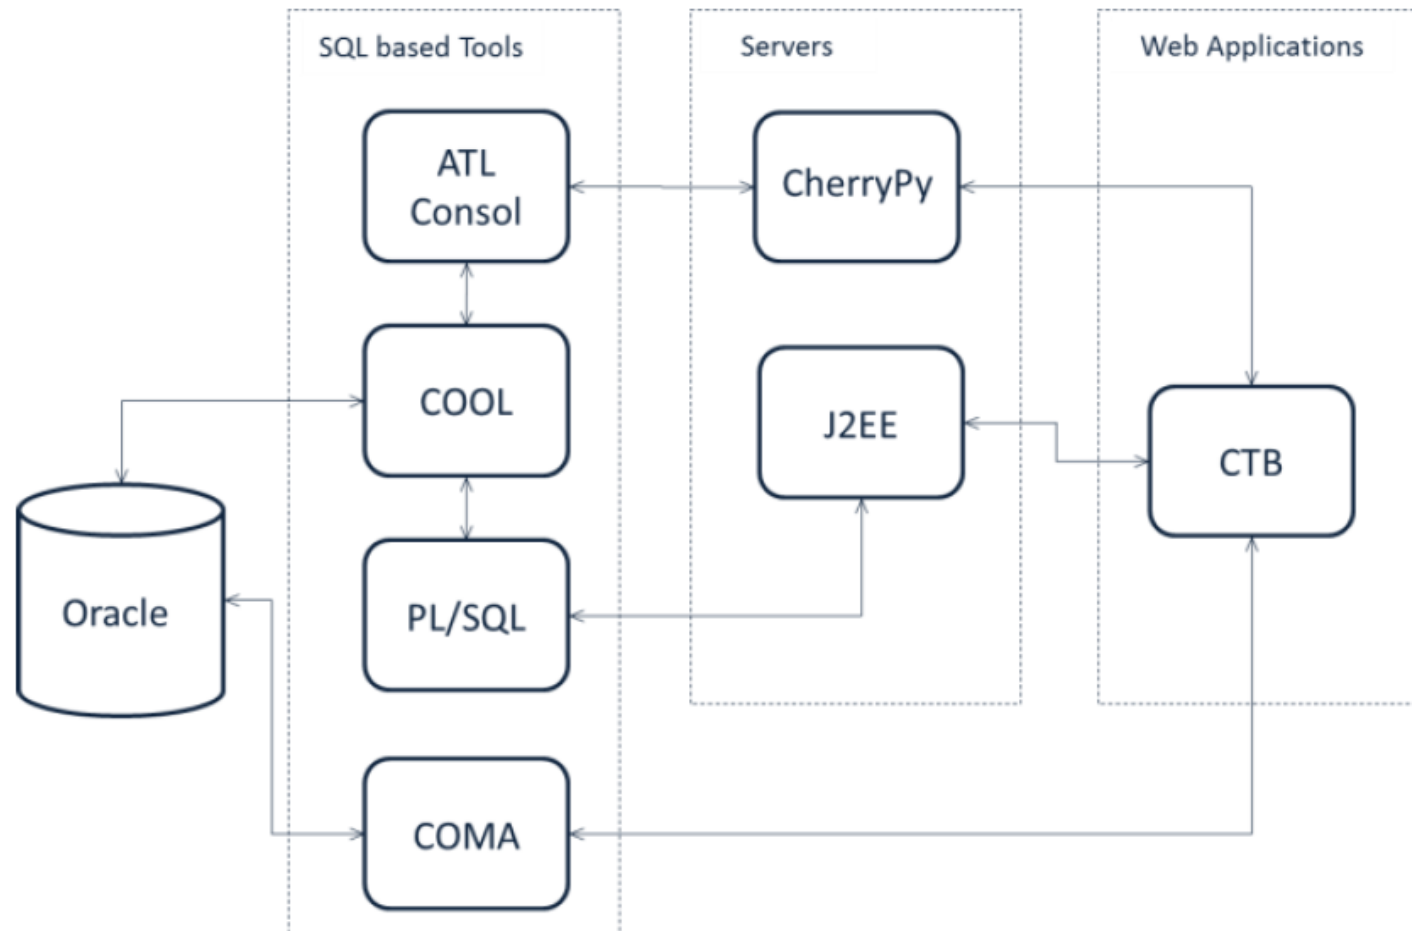 SQL based Tools
Servers
Web Applications
ATL
Consol
CherryPy
COOL
J2EE
CTB
Oracle
PL/SQL
COMA